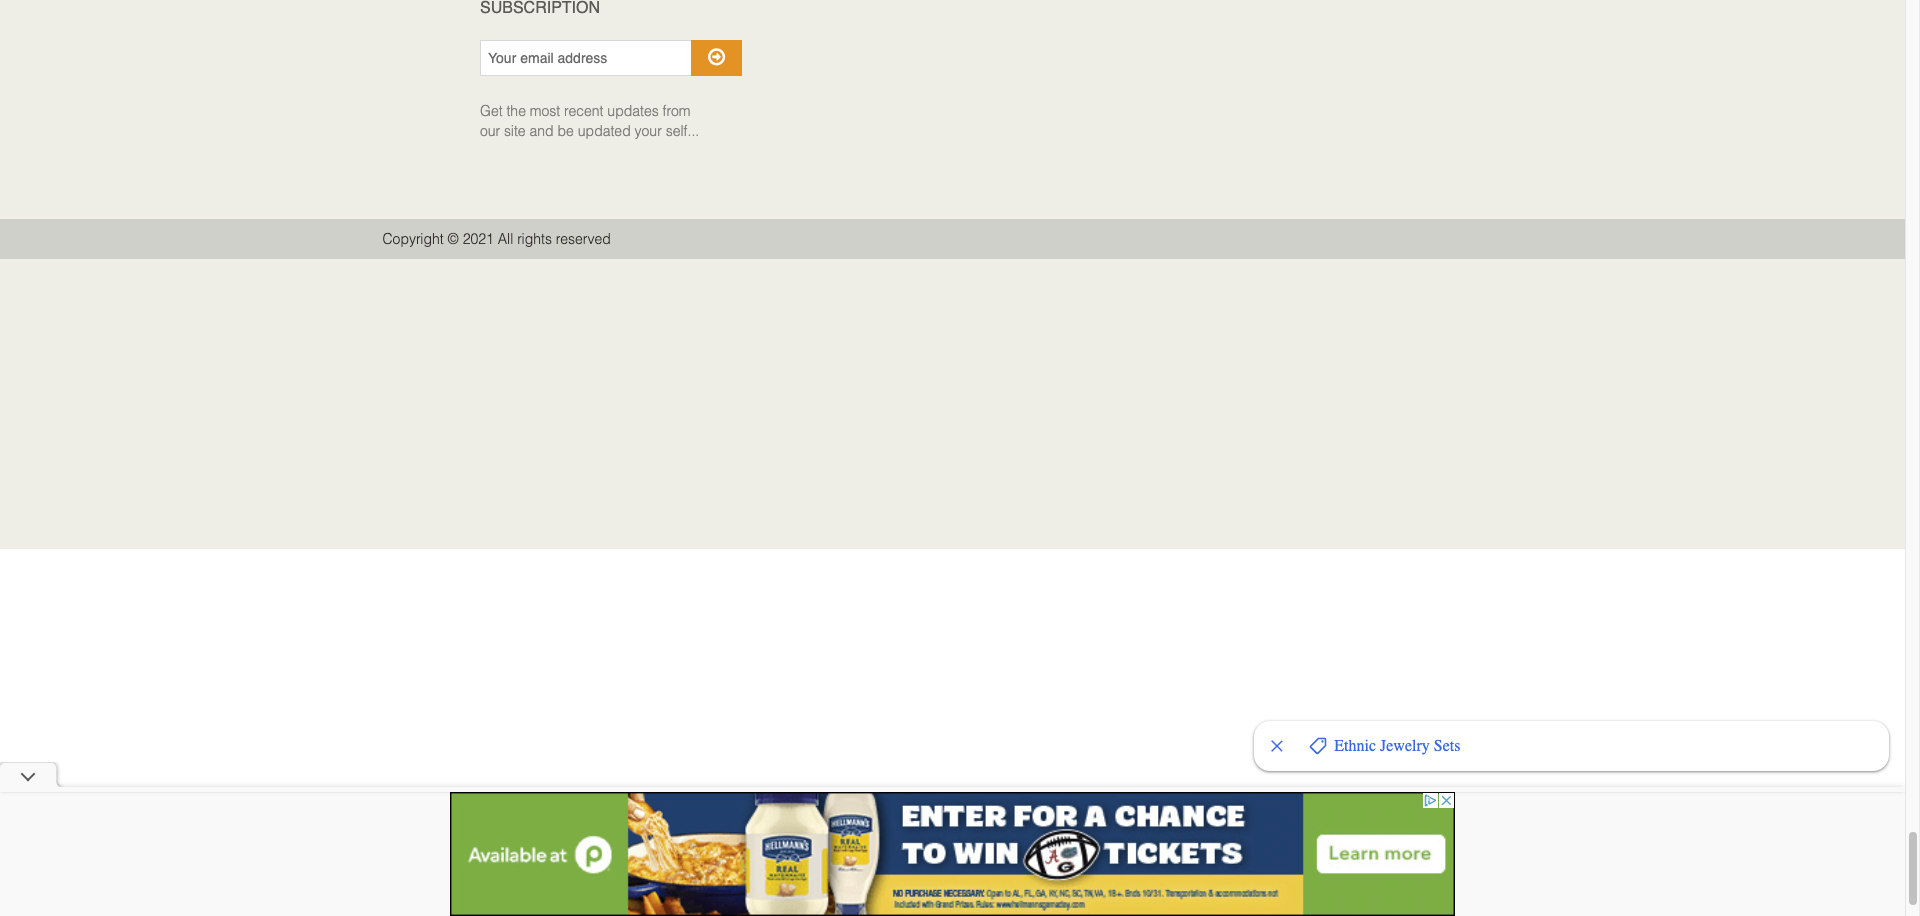 SUBSCRIPTION
Your email address
Get the most recent updates from
our site and be updated your self...
Copyright © 2021 All rights reserved
Ethnic Jewelry Sets
Available at
HELLMANN'S
REAL
HELLMANN'S
REAL
ENTER FOR A CHANCE
TO WIN TICKETS
NO PURCHASE NECESSARY. Open to AL, FL, GA, KY, NC, SC, TN, VA, 18+. Ends 10/31. Transportation & accommodations not
included with Grand Prizes. Rules: www.hellmannsgameday.com
Learn more